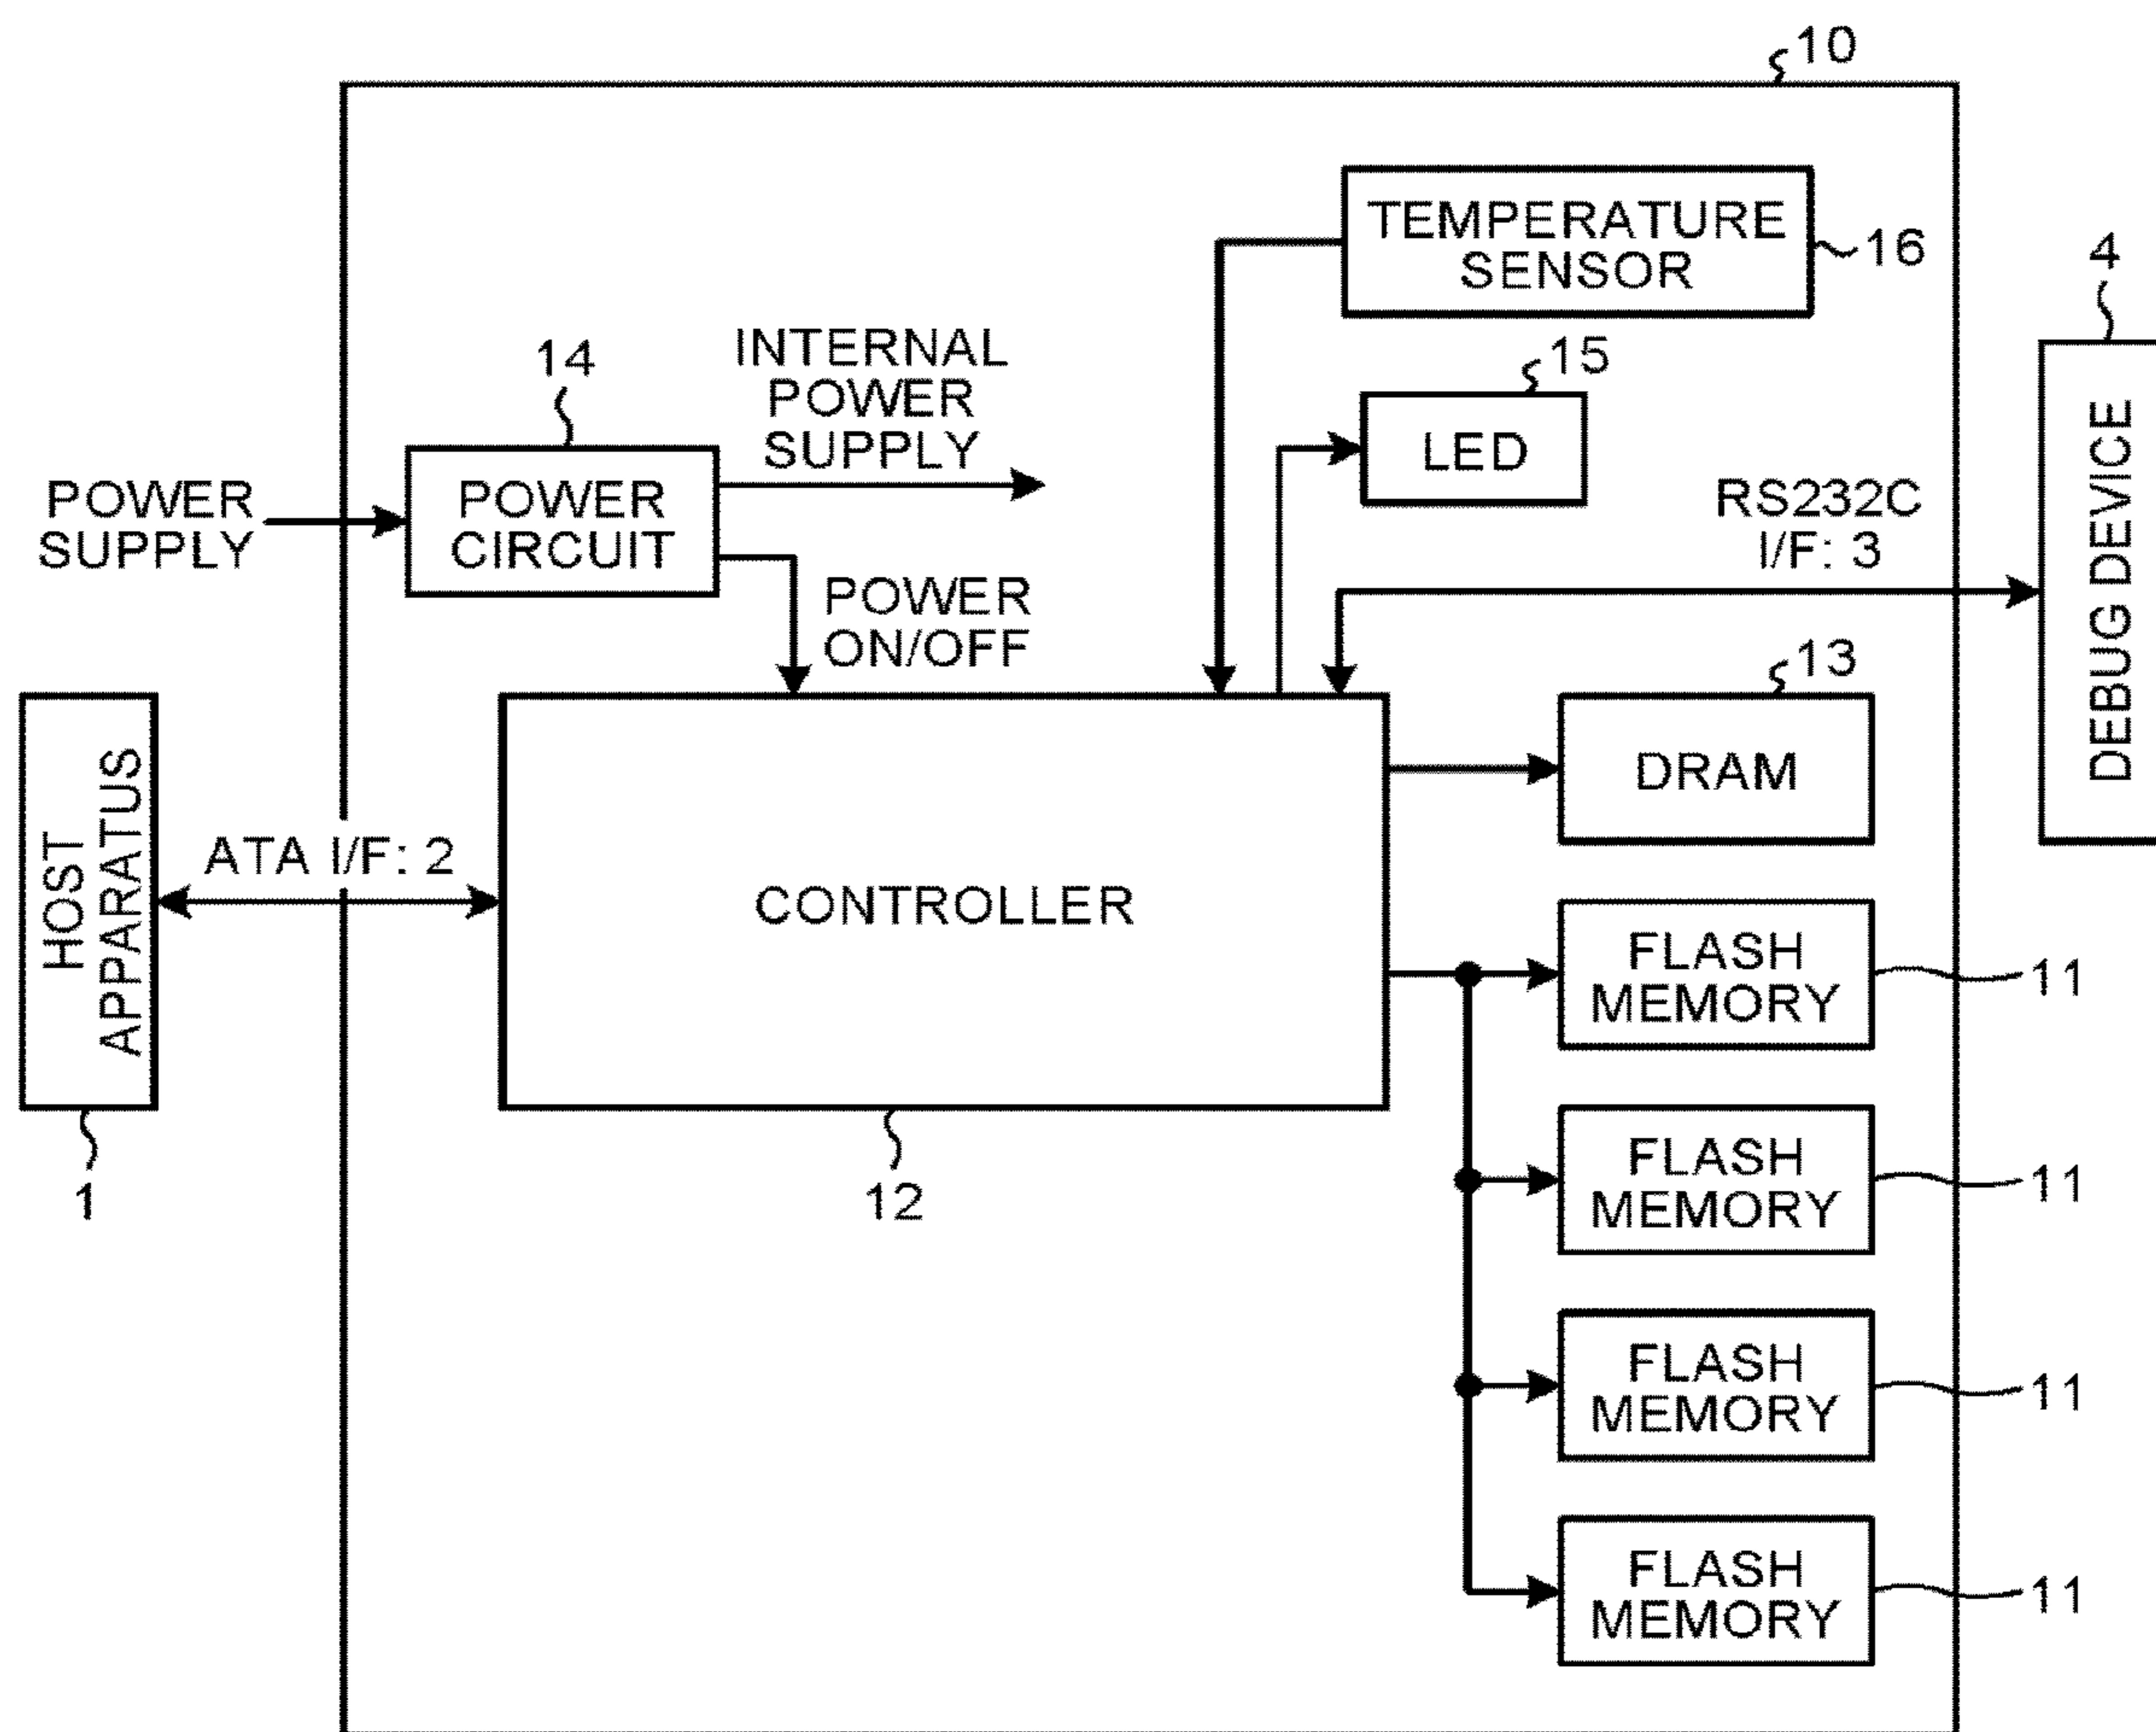 10
TEMPERATURE
SENSOR
16
4
INTERNAL
POWER
SUPPLY
14
15
LED
POWER
SUPPLY
POWER
CIRCUIT
RS232C
I/F: 3
DEBUG DEVICE
POWER
ON/OFF
13
DRAM
HOST
APPARATUS
ATA I/F: 2
CONTROLLER
FLASH
MEMORY
11
1
12
FLASH
MEMORY
11
FLASH
MEMORY
11
FLASH
MEMORY
11